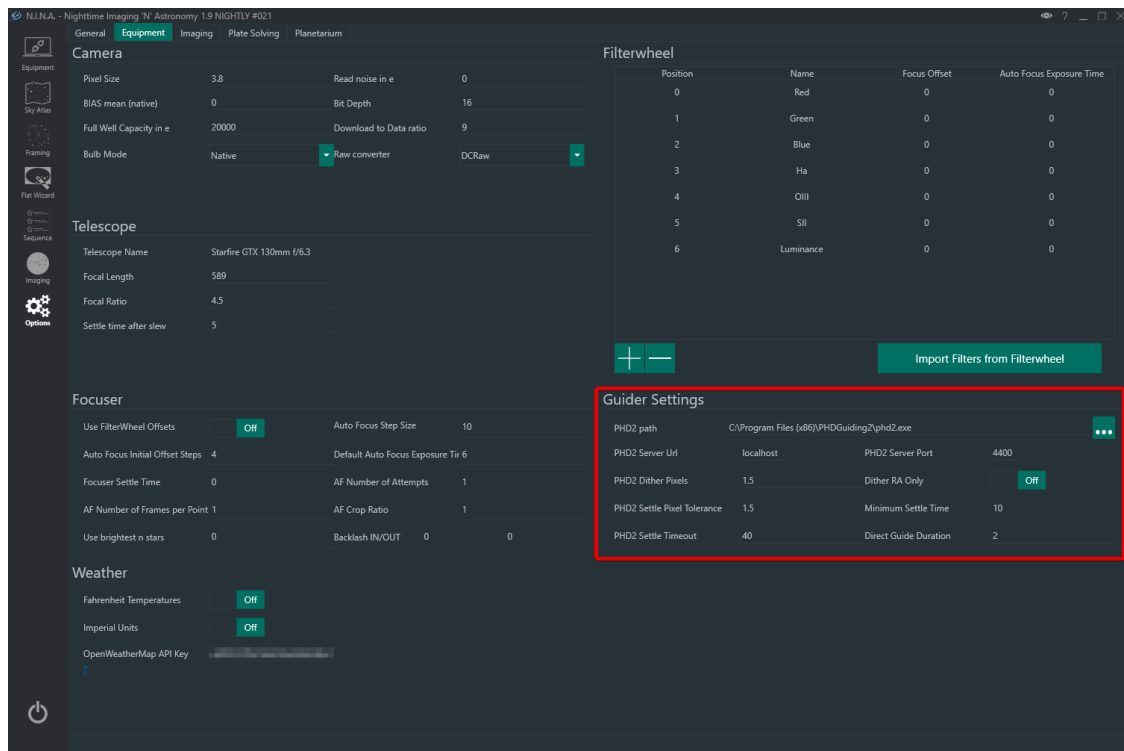 N.I.N.A. - Nighttime Imaging 'N' Astronomy 1.9 NIGHTLY #021
?
General Equipment Imaging Plate Solving Planetarium
Equipment
Sky Atlas
Framing
Flat Wizard
Sequence
Imaging
Options
Camera
Pixel Size 3.8 Read noise in e 0
BIAS mean (native) 0 Bit Depth 16
Full Well Capacity in e 20000 Download to Data ratio 9
Bulb Mode Native Raw converter DCRaw
Telescope
Telescope Name Starfire GTX 130mm f/6.3
Focal Length 589
Focal Ratio 4.5
Settle time after slew 5
Focuser
Use FilterWheel Offsets Off Auto Focus Step Size 10
Auto Focus Initial Offset Steps 4 Default Auto Focus Exposure Tir 6
Focuser Settle Time 0 AF Number of Attempts 1
AF Number of Frames per Point 1 AF Crop Ratio 1
Use brightest n stars 0 Backlash IN/OUT 0 0
Weather
Fahrenheit Temperatures Off
Imperial Units Off
OpenWeatherMap API Key
?
Filterwheel
Position Name Focus Offset Auto Focus Exposure Time
0 Red 0 0
1 Green 0 0
2 Blue 0 0
3 Ha 0 0
4 OIII 0 0
5 SII 0 0
6 Luminance 0 0
Import Filters from Filterwheel
Guider Settings
PHD2 path C:\Program Files (x86)\PHDGuiding2\phd2.exe
PHD2 Server Url localhost PHD2 Server Port 4400
PHD2 Dither Pixels 1.5 Dither RA Only Off
PHD2 Settle Pixel Tolerance 1.5 Minimum Settle Time 10
PHD2 Settle Timeout 40 Direct Guide Duration 2